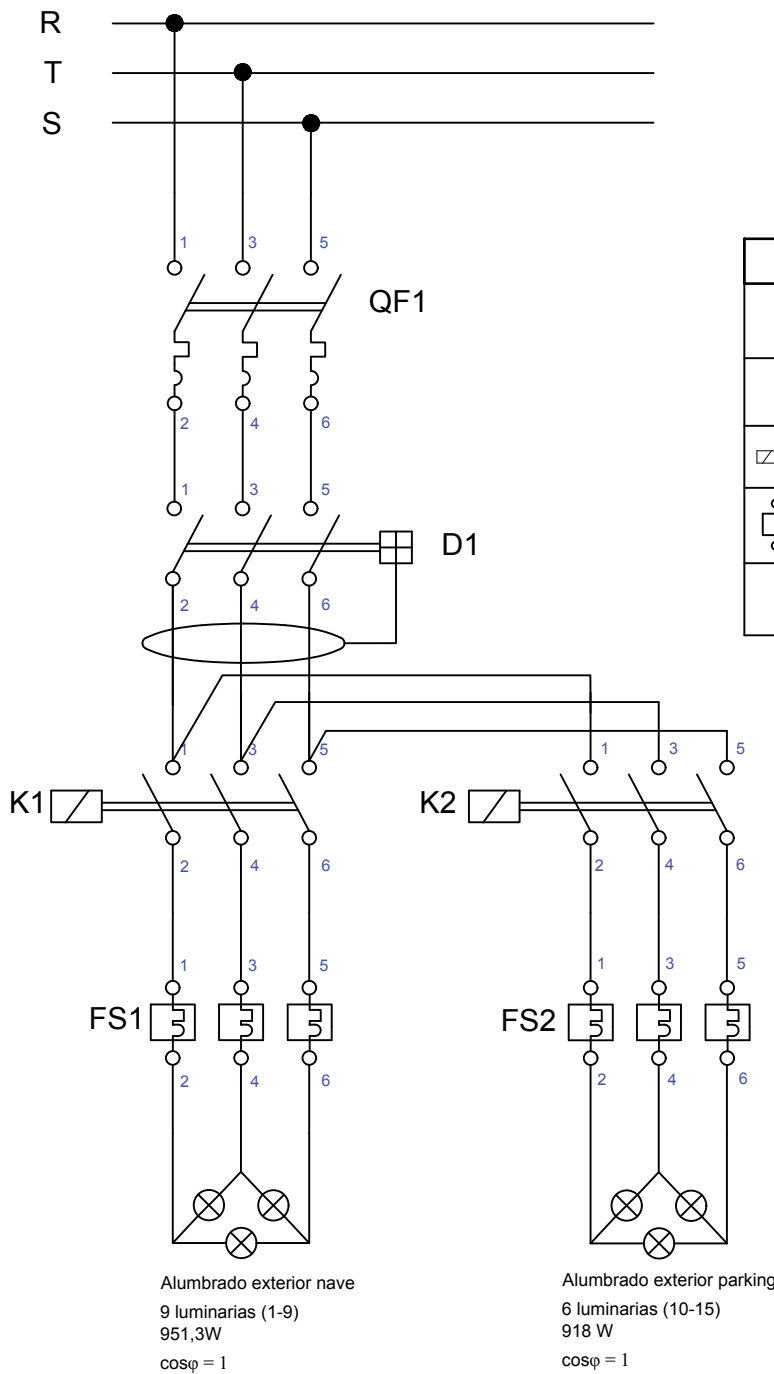 R
T
S
1 3 5
QF1
2 4 6
1 3 5
D1
2 4 6
1 3 5 1 3 5
K1 K2
2 4 6 2 4 6
1 3 5 1 3 5
FS1 FS2
2 4 6 2 4 6
Alumbrado exterior nave
9 luminarias (1-9)
951,3W
cosφ = 1
Alumbrado exterior parking
6 luminarias (10-15)
918 W
cosφ = 1